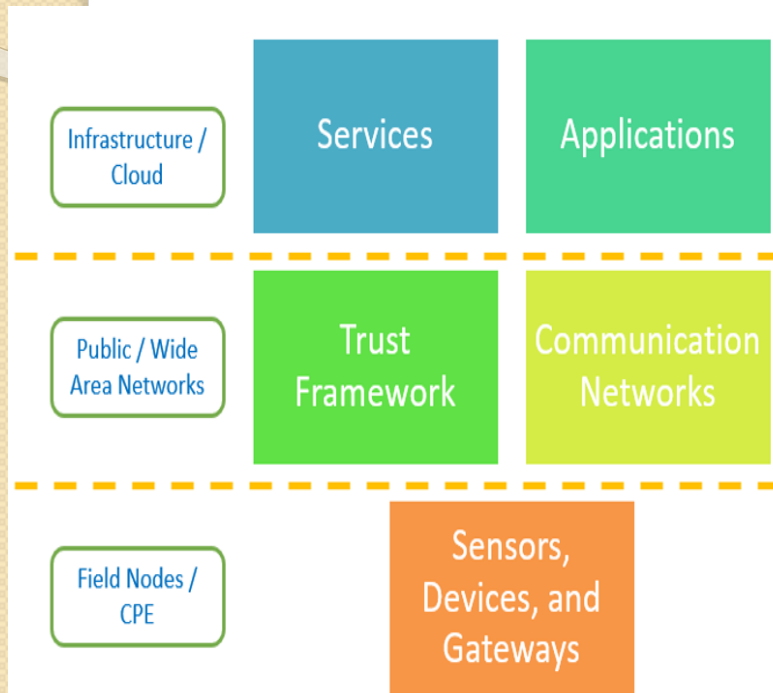 Infrastructure /
Cloud
Services
Applications
Public / Wide
Area Networks
Trust
Framework
Communication
Networks
Field Nodes /
CPE
Sensors,
Devices, and
Gateways